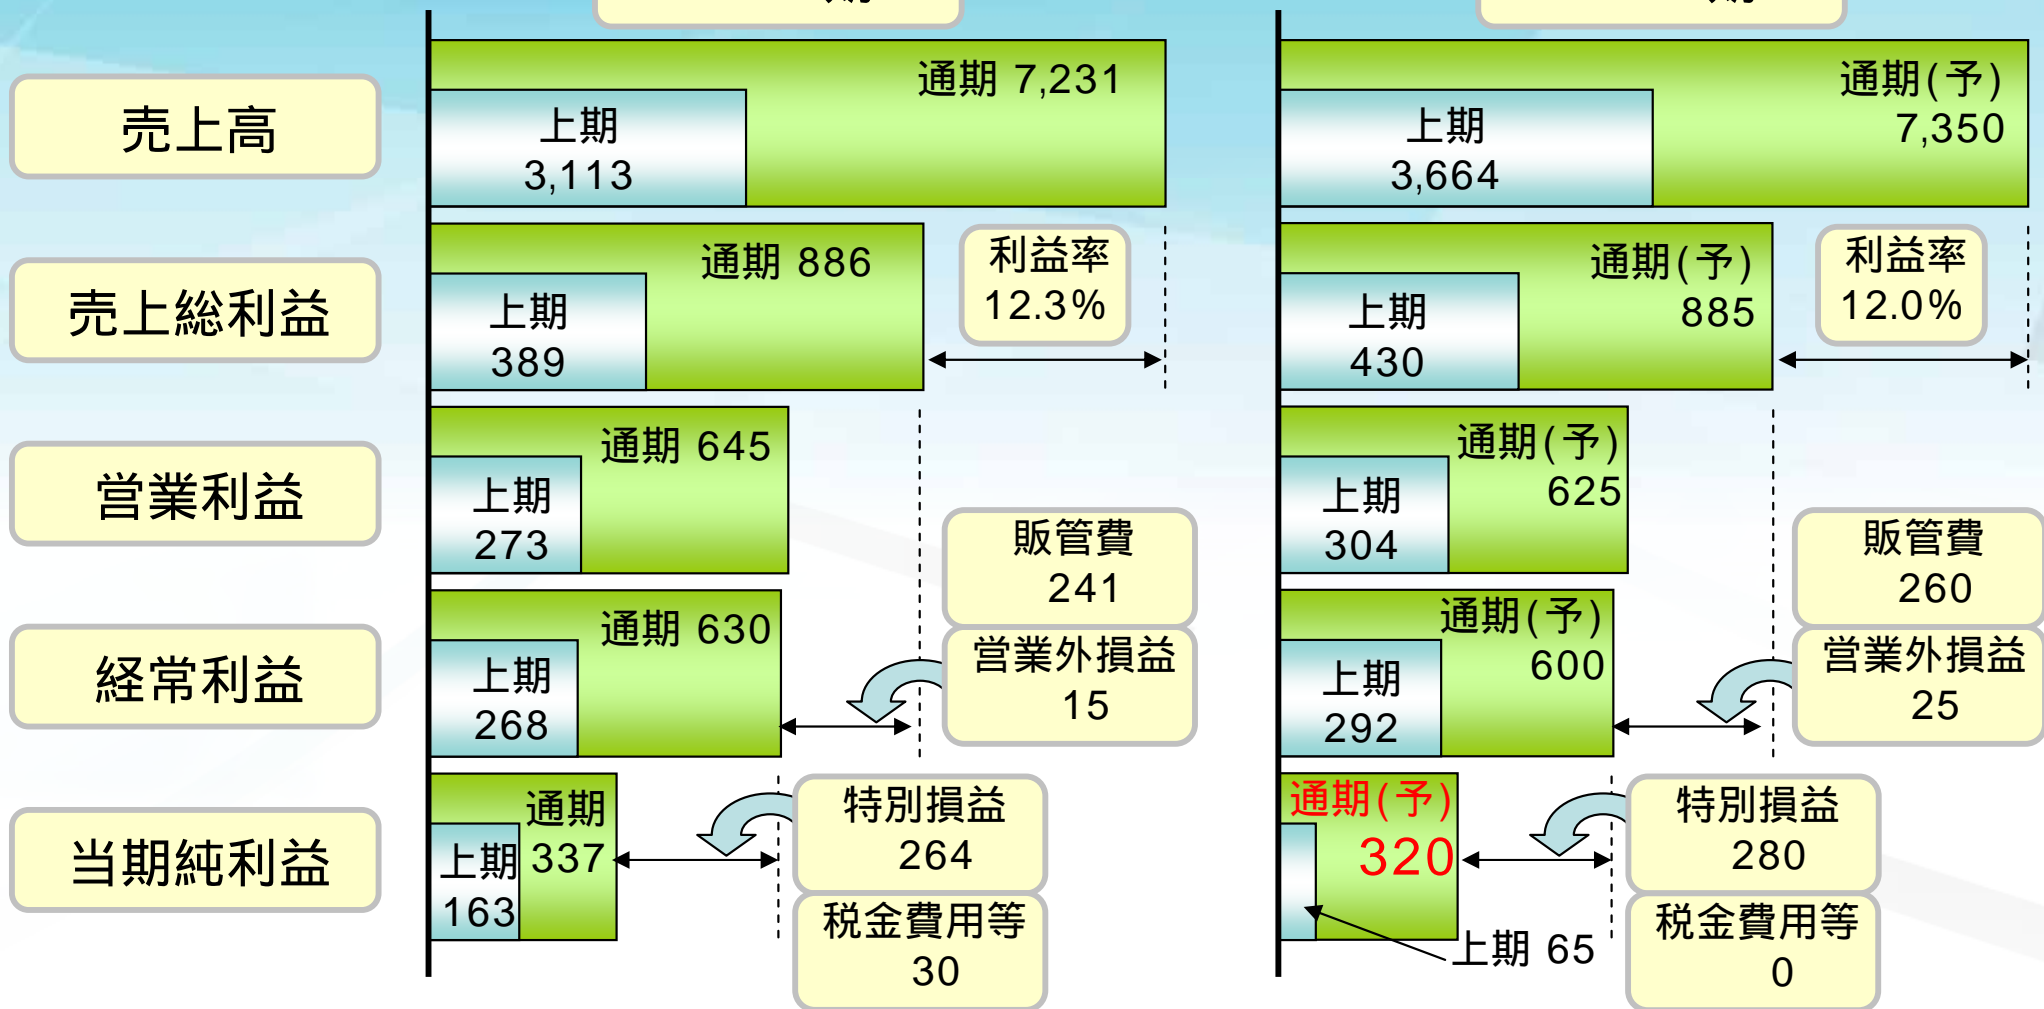 売上高
売上総利益
営業利益
経常利益
当期純利益
通期 7,231
上期
3,113
通期 886
上期
389
利益率
12.3%
通期 645
上期
273
販管費
241
通期 630
上期
268
営業外損益
15
通期
337
上期
163
特別損益
264
税金費用等
30
通期(予)
7,350
上期
3,664
通期(予)
885
上期
430
利益率
12.0%
通期(予)
625
上期
304
販管費
260
通期(予)
600
上期
292
営業外損益
25
通期(予)
320
上期 65
特別損益
280
税金費用等
0